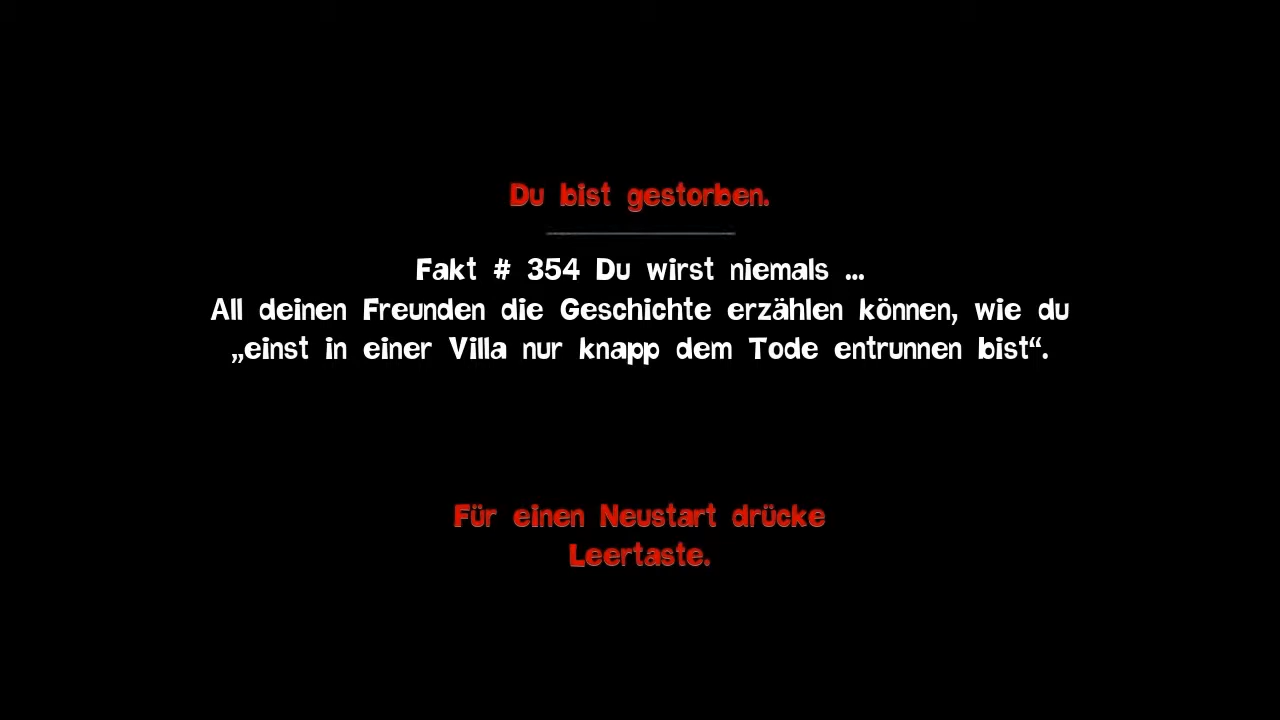 Du bist gestorben.
Fakt # 354 Du wirst niemals ...
All deinen Freunden die Geschichte erzählen können, wie du
„einst in einer Villa nur knapp dem Tode entrunnen bist“.
Für einen Neustart drücke
Leertaste.